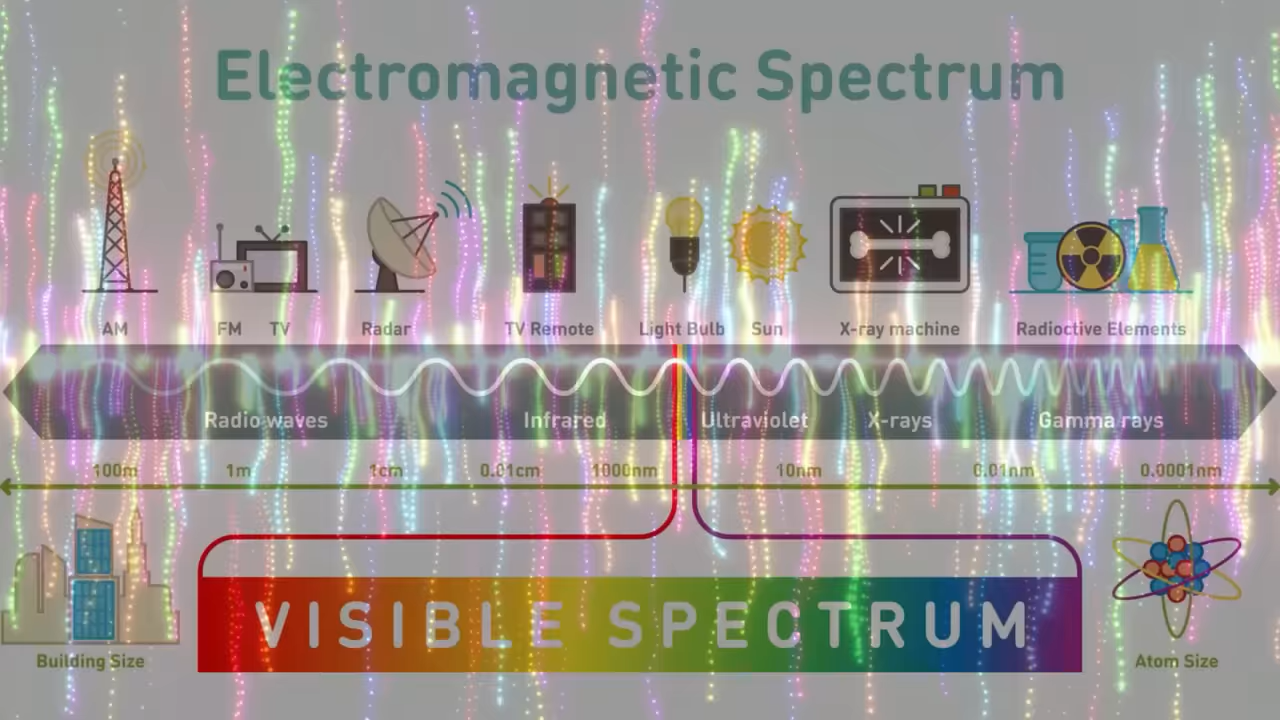 Electromagnetic Spectrum
AM FM TV Radar TV Remote Light Bulb Sun X-ray machine Radioctive Elements
Radio waves Infrared Ultraviolet X-rays Gamma rays
100m 1m 1cm 0.01cm 1000nm 10nm 0.01nm 0.0001nm
VISIBLE SPECTRUM
Building Size Atom Size